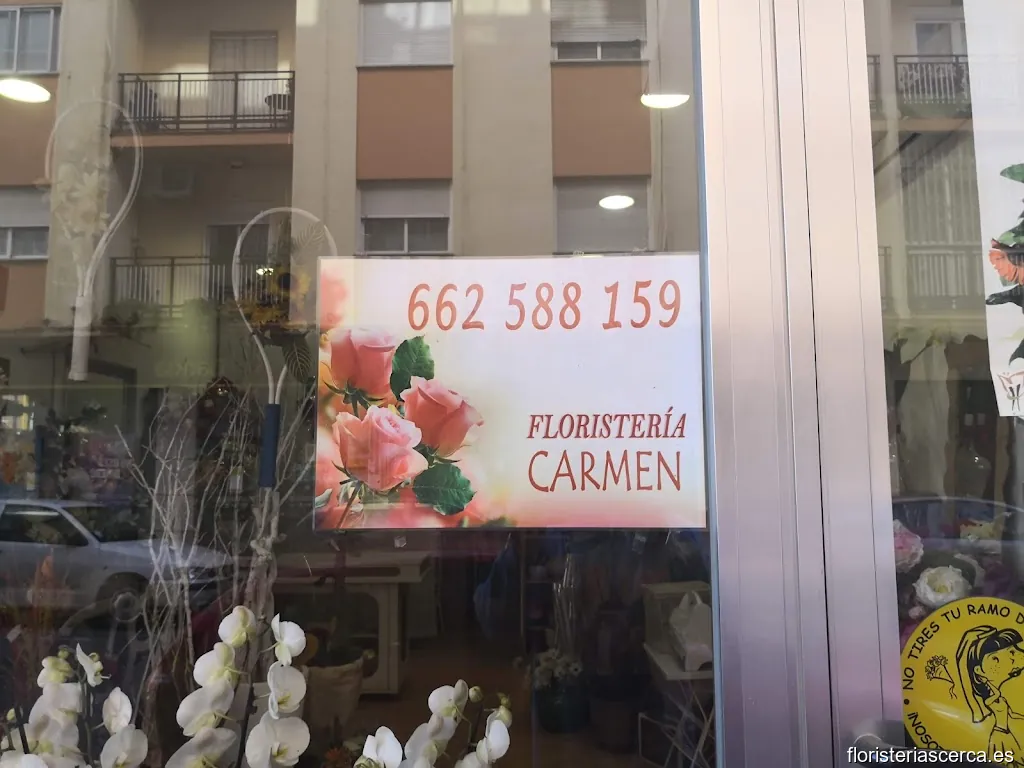 662 588 159
FLORISTERÍA
CARMEN
NO TIRES TU RAMO D
floristeriascerca.es